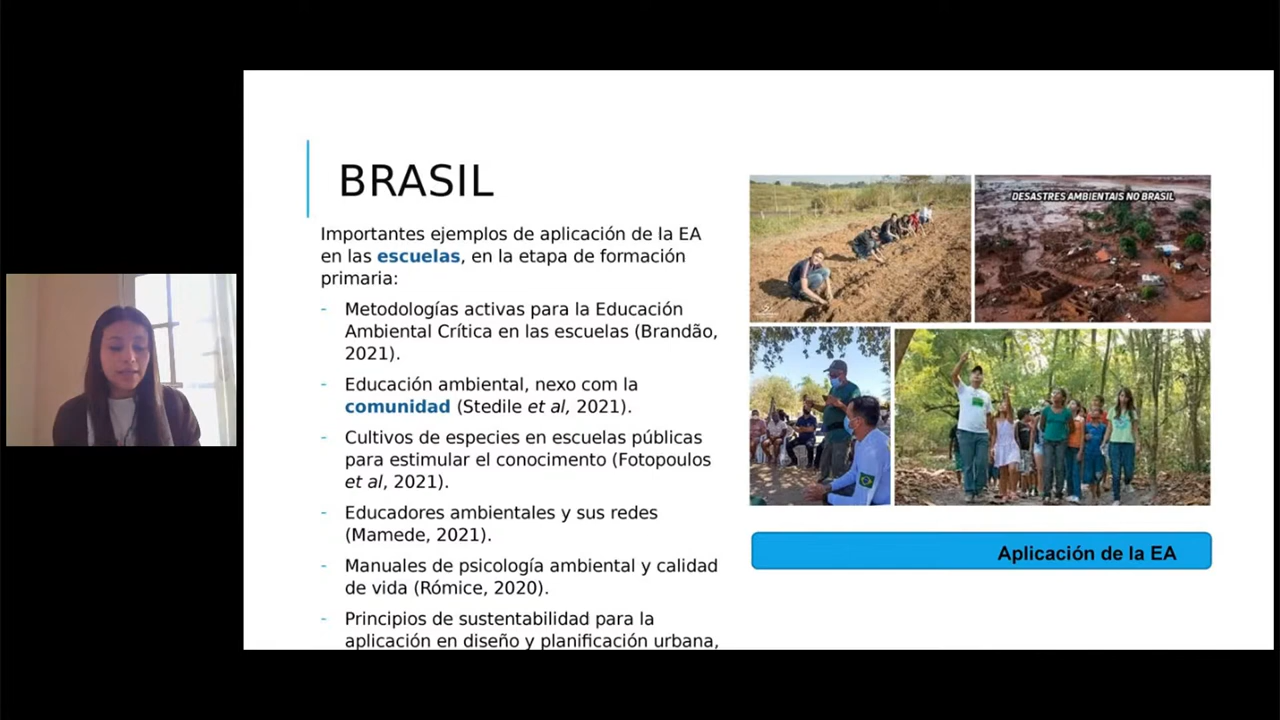 BRASIL
Importantes ejemplos de aplicación de la EA
en las escuelas, en la etapa de formación
primaria:
- Metodologías activas para la Educación
Ambiental Crítica en las escuelas (Brandão,
2021).
- Educación ambiental, nexo com la
comunidad (Stedile et al, 2021).
- Cultivos de especies en escuelas públicas
para estimular el conocimento (Fotopoulos
et al, 2021).
- Educadores ambientales y sus redes
(Mamede, 2021).
- Manuales de psicología ambiental y calidad
de vida (Rómice, 2020).
- Principios de sustentabilidad para la
aplicación en diseño y planificación urbana,
DESASTRES AMBIENTAIS NO BRASIL
Aplicación de la EA